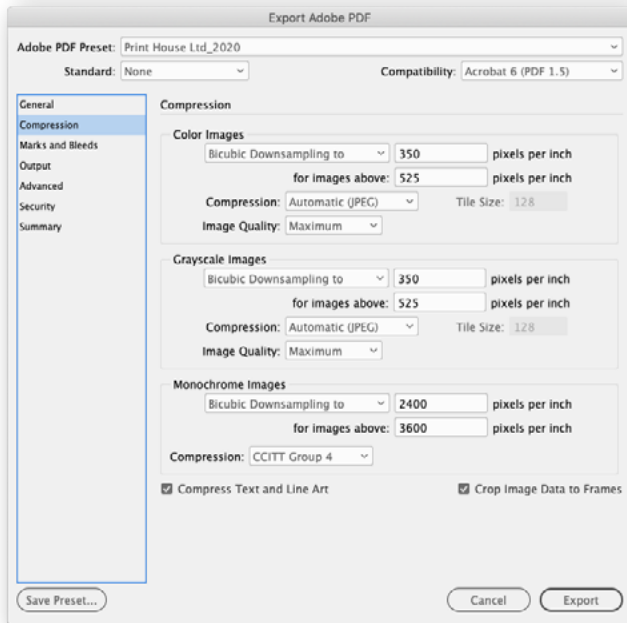 Export Adobe PDF
Adobe PDF Preset: Print House Ltd_2020
Standard: None Compatibility: Acrobat 6 (PDF 1.5)
General
Compression
Marks and Bleeds
Output
Advanced
Security
Summary
Compression
Color Images
Bicubic Downsampling to 350 pixels per inch
for images above: 525 pixels per inch
Compression: Automatic (JPEG) Tile Size: 128
Image Quality: Maximum
Grayscale Images
Bicubic Downsampling to 350 pixels per inch
for images above: 525 pixels per inch
Compression: Automatic (JPEG) Tile Size: 128
Image Quality: Maximum
Monochrome Images
Bicubic Downsampling to 2400 pixels per inch
for images above: 3600 pixels per inch
Compression: CCITT Group 4
Compress Text and Line Art Crop Image Data to Frames
Save Preset... Cancel Export